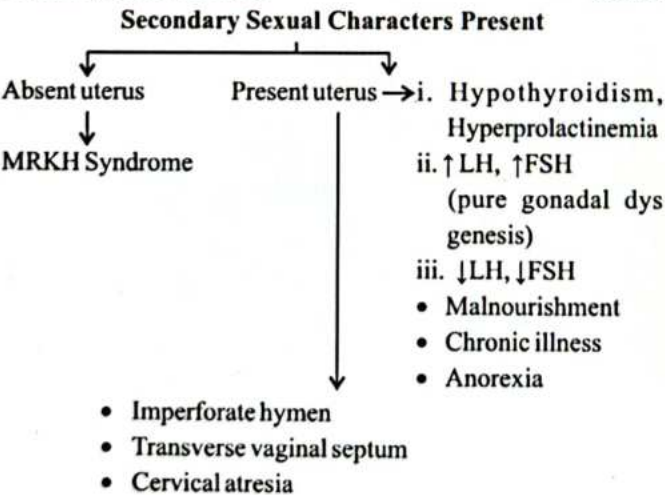 Secondary Sexual Characters Present
Absent uterus
Present uterus
i. Hypothyroidism,
Hyperprolactinemia
MRKH Syndrome
ii. ↑ LH, ↑FSH
(pure gonadal dys
genesis)
iii. ↓LH, ↓FSH
• Malnourishment
• Chronic illness
• Anorexia
• Imperforate hymen
• Transverse vaginal septum
• Cervical atresia